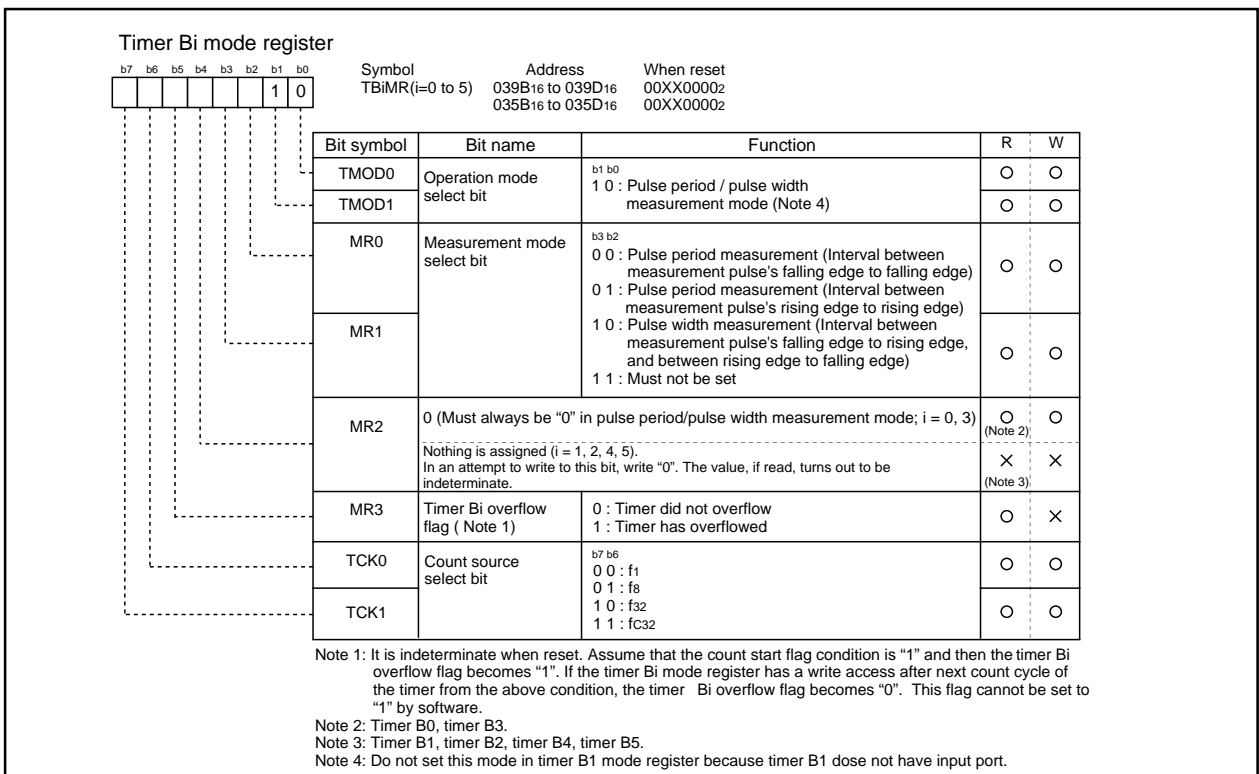 Timer Bi mode register
b7 b6 b5 b4 b3 b2 b1 b0
1 0
Symbol Address When reset
TBiMR(i=0 to 5) 039B16 to 039D16 00XX00002
035B16 to 035D16 00XX00002
Bit symbol Bit name Function R W
TMOD0
TMOD1
Operation mode
select bit
b1 b0
1 0 : Pulse period / pulse width
measurement mode (Note 4)
MR0
MR1
Measurement mode
select bit
b3 b2
0 0 : Pulse period measurement (Interval between
measurement pulse's falling edge to falling edge)
0 1 : Pulse period measurement (Interval between
measurement pulse's rising edge to rising edge)
1 0 : Pulse width measurement (Interval between
measurement pulse's falling edge to rising edge,
and between rising edge to falling edge)
1 1 : Must not be set
MR2
0 (Must always be “0” in pulse period/pulse width measurement mode; i = 0, 3)
(Note 2)
Nothing is assigned (i = 1, 2, 4, 5).
In an attempt to write to this bit, write “0”. The value, if read, turns out to be
indeterminate.
(Note 3)
MR3
Timer Bi overflow
flag ( Note 1)
0 : Timer did not overflow
1 : Timer has overflowed
TCK0
TCK1
Count source
select bit
b7 b6
0 0 : f1
0 1 : f8
1 0 : f32
1 1 : fC32
Note 1: It is indeterminate when reset. Assume that the count start flag condition is “1” and then the timer Bi
overflow flag becomes “1”. If the timer Bi mode register has a write access after next count cycle of
the timer from the above condition, the timer Bi overflow flag becomes “0”. This flag cannot be set to
“1” by software.
Note 2: Timer B0, timer B3.
Note 3: Timer B1, timer B2, timer B4, timer B5.
Note 4: Do not set this mode in timer B1 mode register because timer B1 dose not have input port.